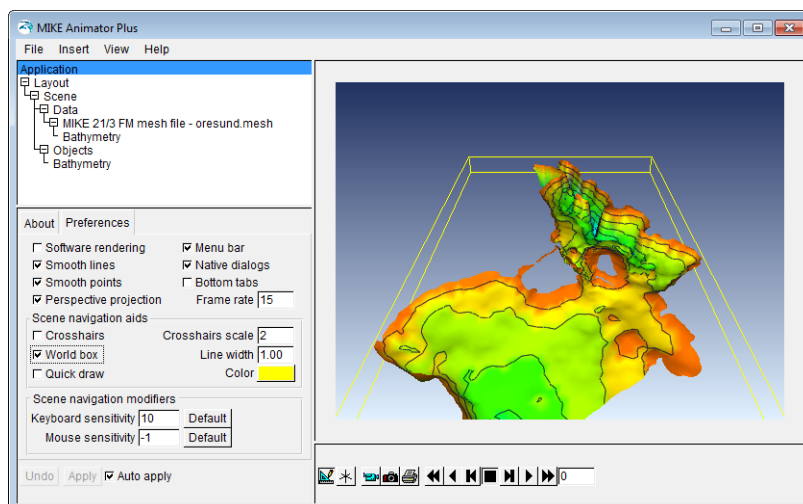 MIKE Animator Plus
File Insert View Help
Application
Layout
Scene
Data
MIKE 21/3 FM mesh file - oresund.mesh
Bathymetry
Objects
Bathymetry
About Preferences
Software rendering Menu bar
Smooth lines Native dialogs
Smooth points Bottom tabs
Perspective projection Frame rate 15
Scene navigation aids
Crosshairs Crosshairs scale 2
World box Line width 1.00
Quick draw Color
Scene navigation modifiers
Keyboard sensitivity 10 Default
Mouse sensitivity -1 Default
Undo Apply Auto apply
0